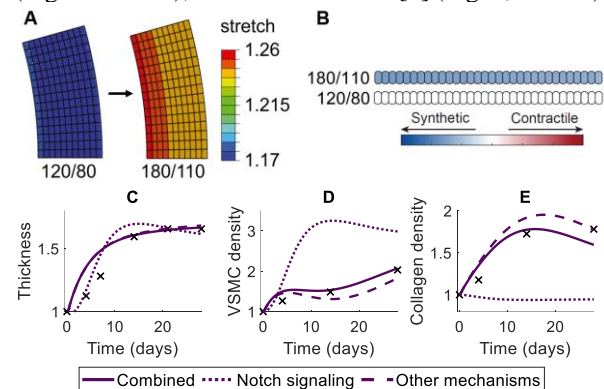 A
stretch
1.26
1.215
1.17
120/80
180/110
B
180/110
120/80
Synthetic
Contractile
C
Thickness
1.5
1
0
10
20
Time (days)
D
VSMC density
3
2
1
0
10
20
Time (days)
E
Collagen density
2
1.5
1
0
10
20
Time (days)
Combined
Notch signaling
Other mechanisms